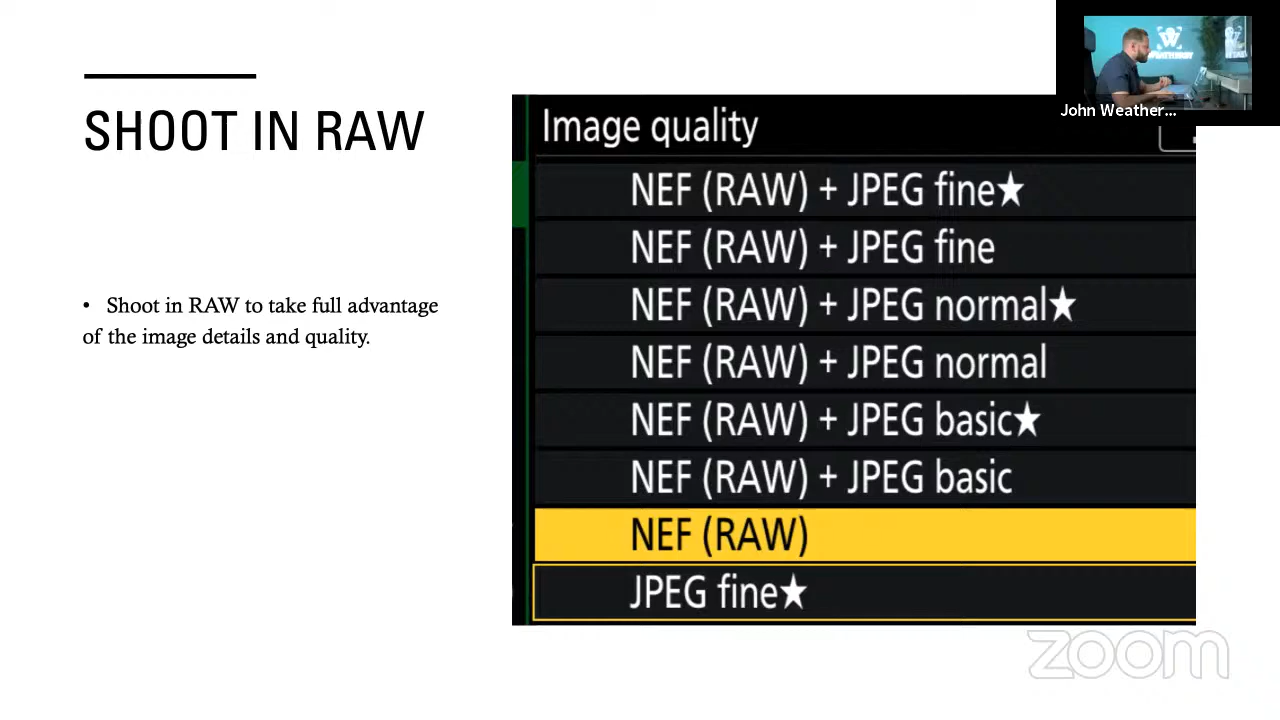 SHOOT IN RAW
• Shoot in RAW to take full advantage
of the image details and quality.
Image quality
NEF (RAW) + JPEG fine★
NEF (RAW) + JPEG fine
NEF (RAW) + JPEG normal★
NEF (RAW) + JPEG normal
NEF (RAW) + JPEG basic★
NEF (RAW) + JPEG basic
NEF (RAW)
JPEG fine★
John Weather...
zoom